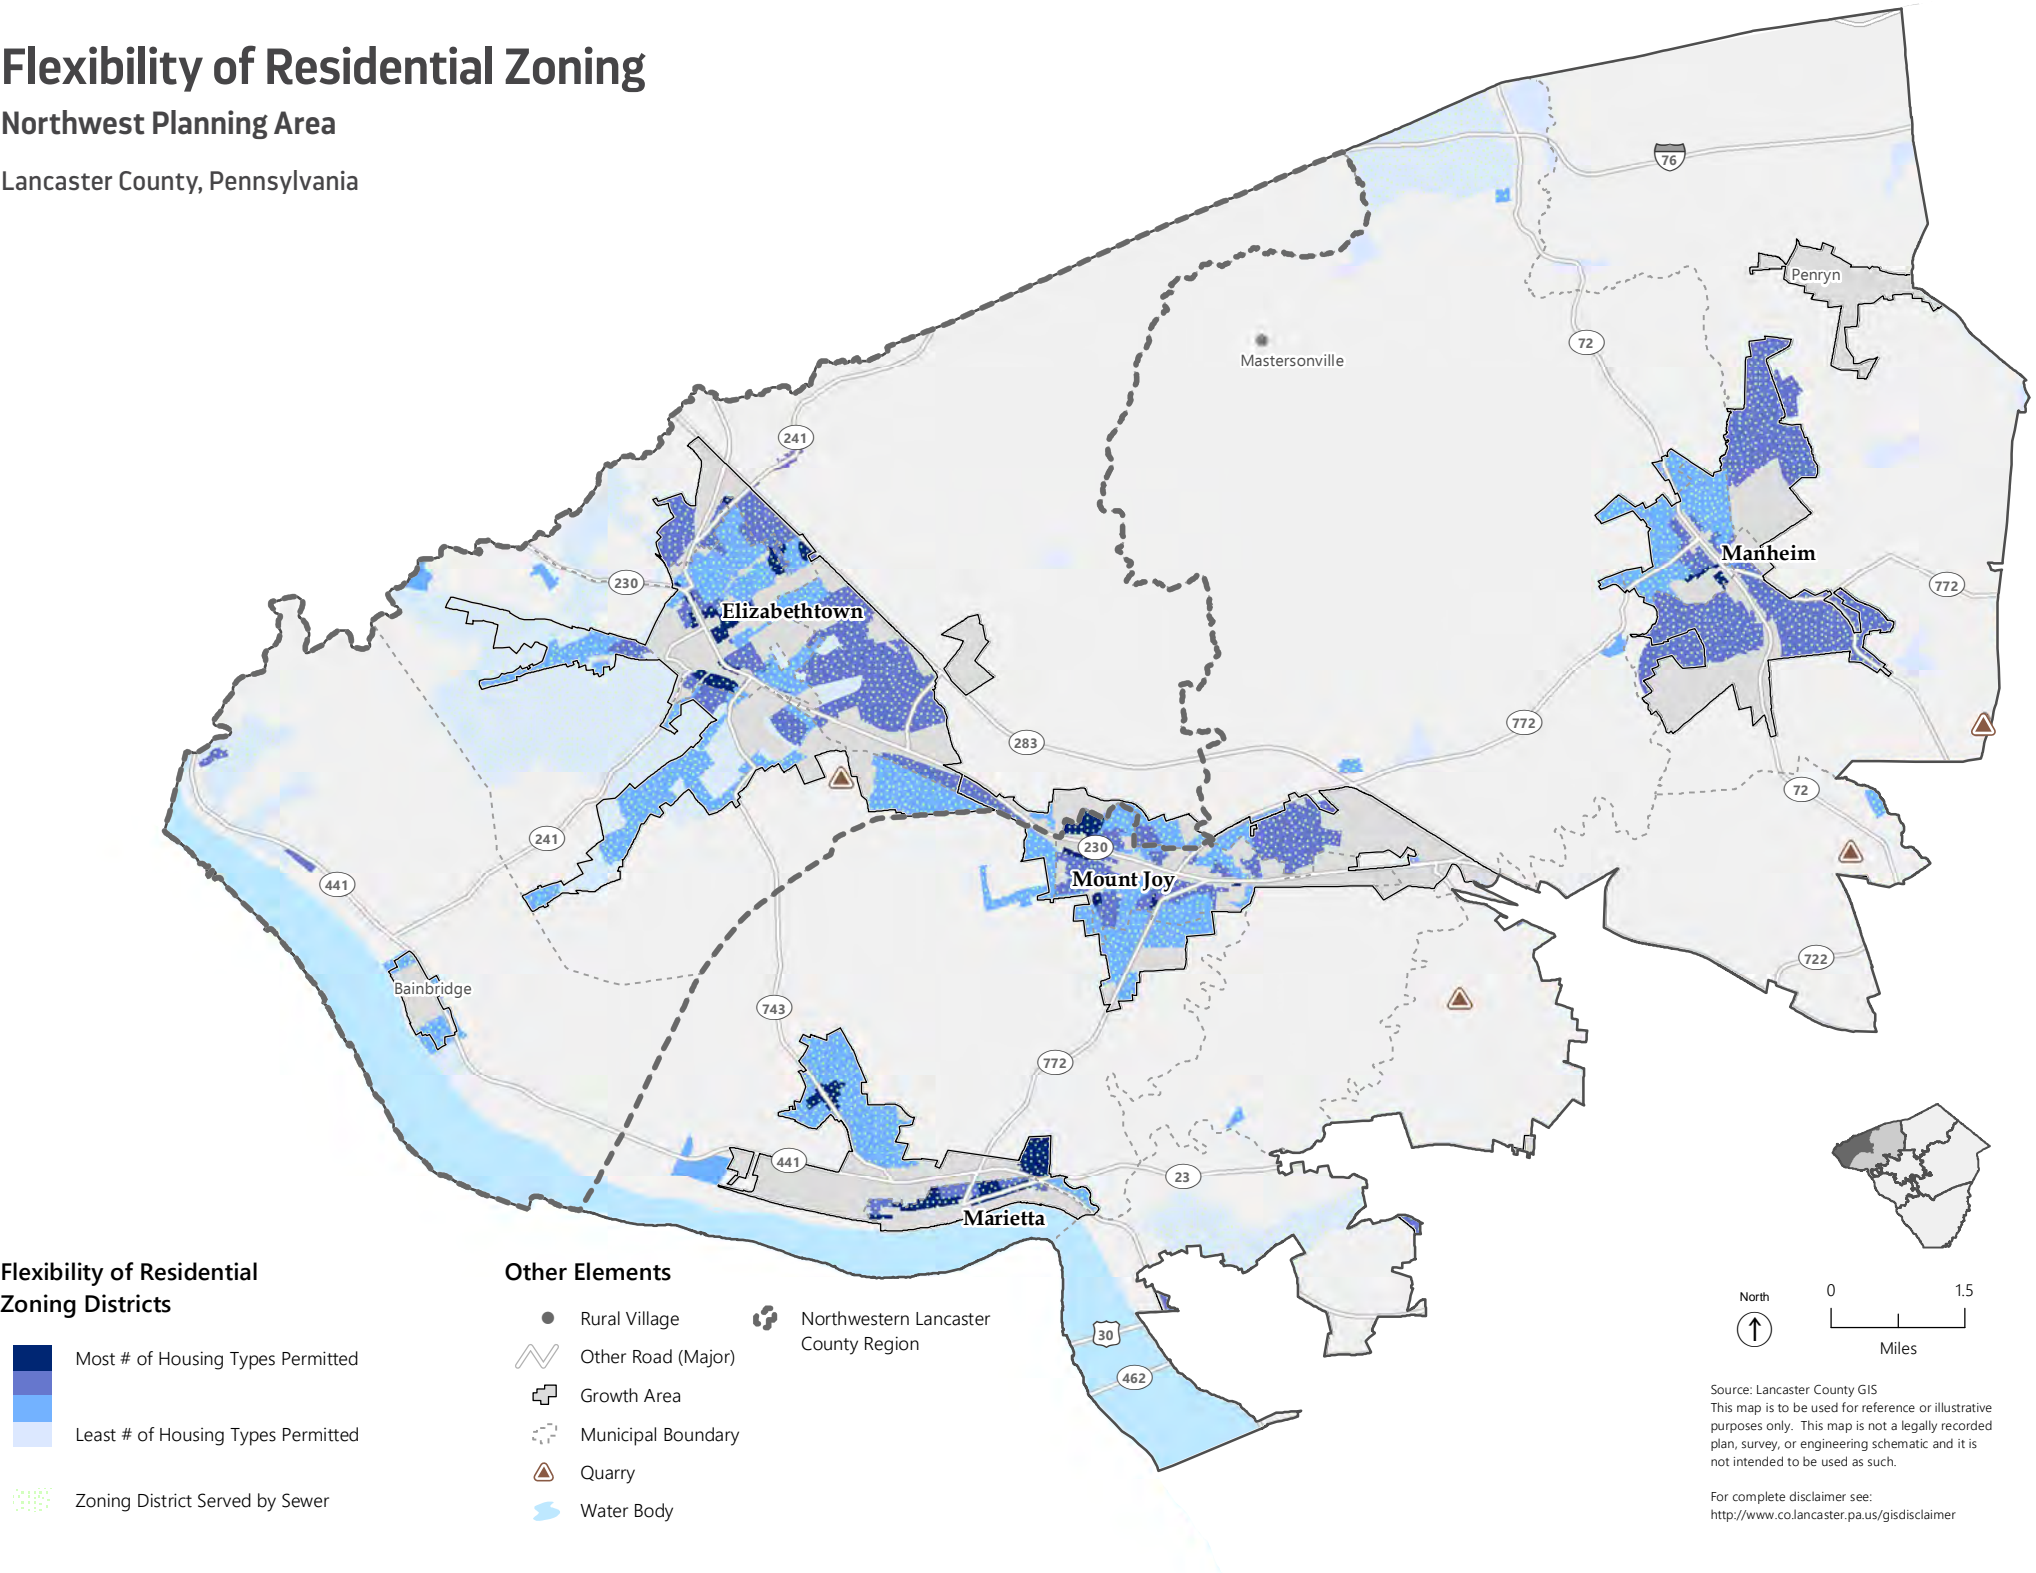 Flexibility of Residential Zoning
Northwest Planning Area
Lancaster County, Pennsylvania
76
Penryn
72
Mastersonville
241
Manheim
230
772
Elizabethtown
772
283
72
241
230
Mount Joy
441
722
Bainbridge
743
772
441
23
Marietta
30
462
Flexibility of Residential
Zoning Districts
Most # of Housing Types Permitted
Least # of Housing Types Permitted
Zoning District Served by Sewer
Other Elements
Rural Village
Other Road (Major)
Growth Area
Municipal Boundary
Quarry
Water Body
Northwestern Lancaster
County Region
North
0 1.5
Miles
Source: Lancaster County GIS
This map is to be used for reference or illustrative
purposes only. This map is not a legally recorded
plan, survey, or engineering schematic and it is
not intended to be used as such.
For complete disclaimer see:
http://www.co.lancaster.pa.us/gisdisclaimer